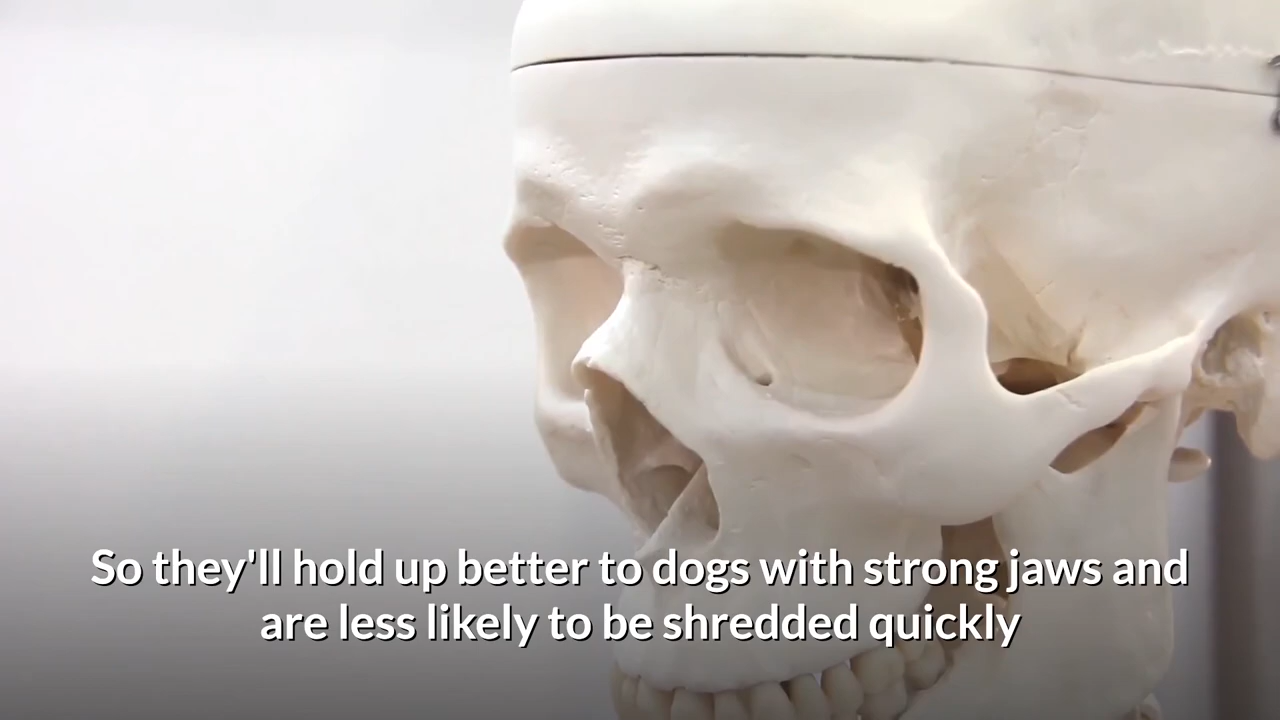 So they'll hold up better to dogs with strong jaws and
are less likely to be shredded quickly